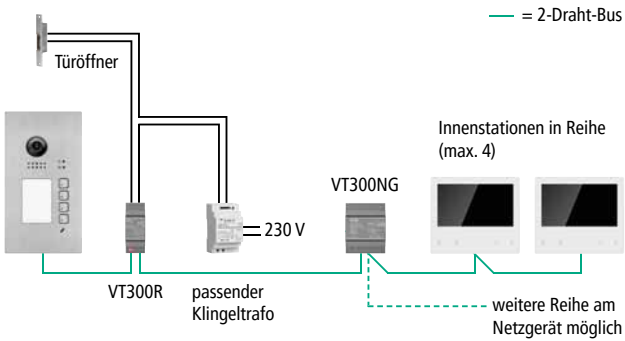 = 2-Draht-Bus
Türöffner
Innenstationen in Reihe
(max. 4)
VT300NG
230 V
VT300R
passender
Klingeltrafo
weitere Reihe am
Netzgerät möglich